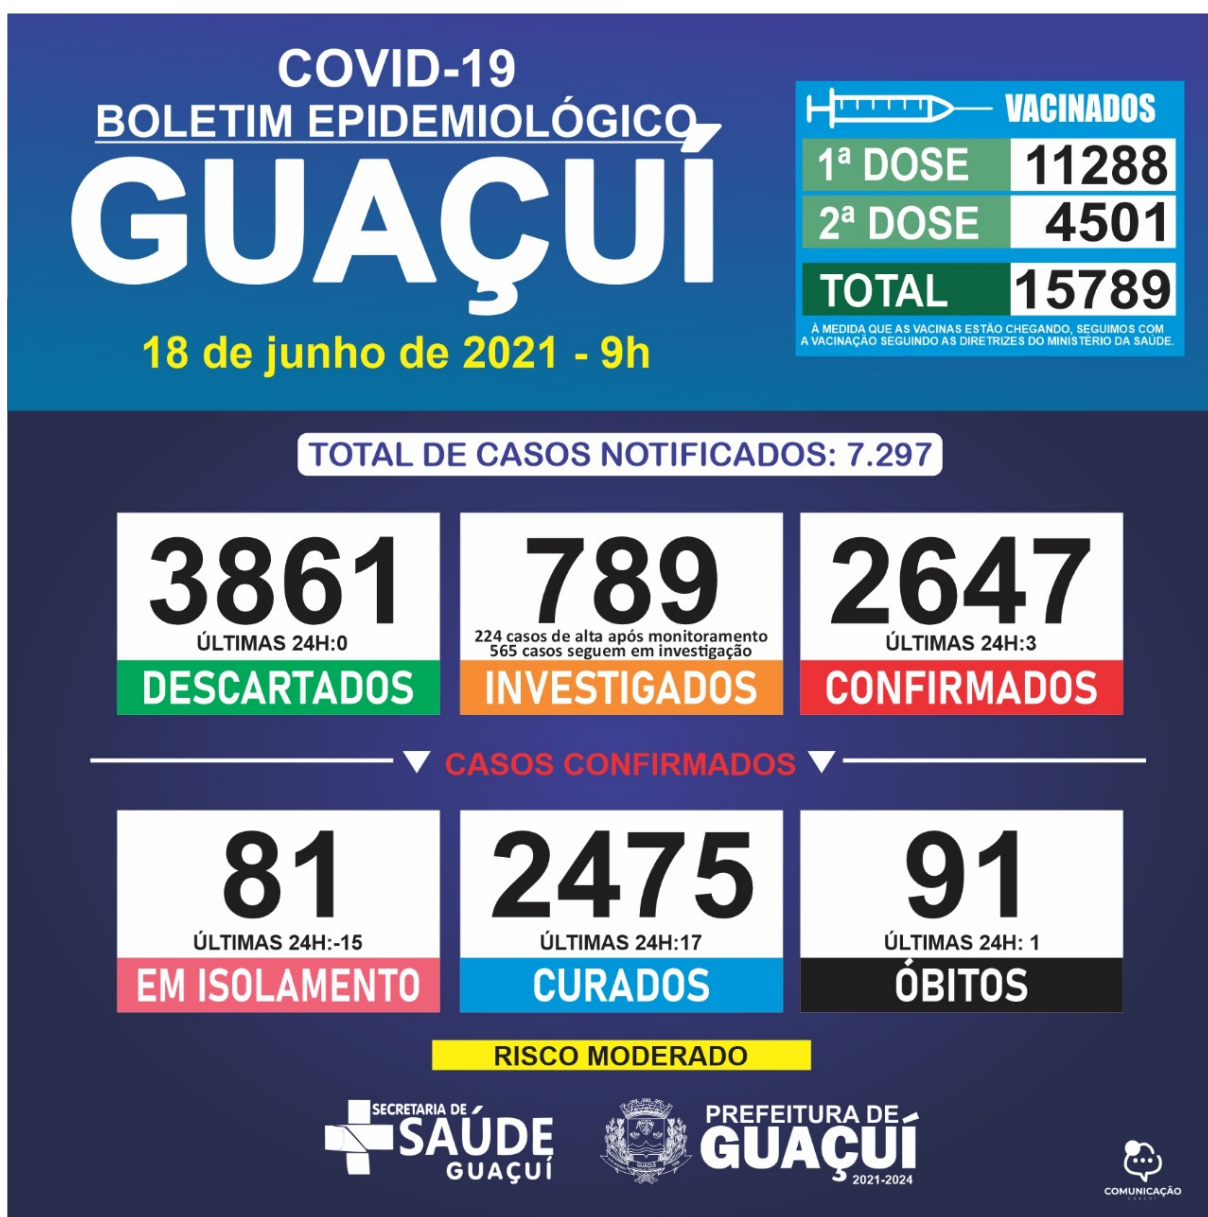 COVID-19
BOLETIM EPIDEMIOLÓGICO
GUAÇUÍ
18 de junho de 2021 - 9h
VACINADOS
1ª DOSE 11288
2ª DOSE 4501
TOTAL 15789
À MEDIDA QUE AS VACINAS ESTÃO CHEGANDO, SEGUIMOS COM
A VACINAÇÃO SEGUINDO AS DIRETRIZES DO MINISTÉRIO DA SAÚDE.
TOTAL DE CASOS NOTIFICADOS: 7.297
3861
ÚLTIMAS 24H:0
DESCARTADOS
789
224 casos de alta após monitoramento
565 casos seguem em investigação
INVESTIGADOS
2647
ÚLTIMAS 24H:3
CONFIRMADOS
CASOS CONFIRMADOS
81
ÚLTIMAS 24H:-15
EM ISOLAMENTO
2475
ÚLTIMAS 24H:17
CURADOS
91
ÚLTIMAS 24H: 1
ÓBITOS
RISCO MODERADO
SECRETARIA DE
SAÚDE
GUAÇUÍ
PREFEITURA DE
GUAÇUÍ
2021-2024
COMUNICAÇÃO